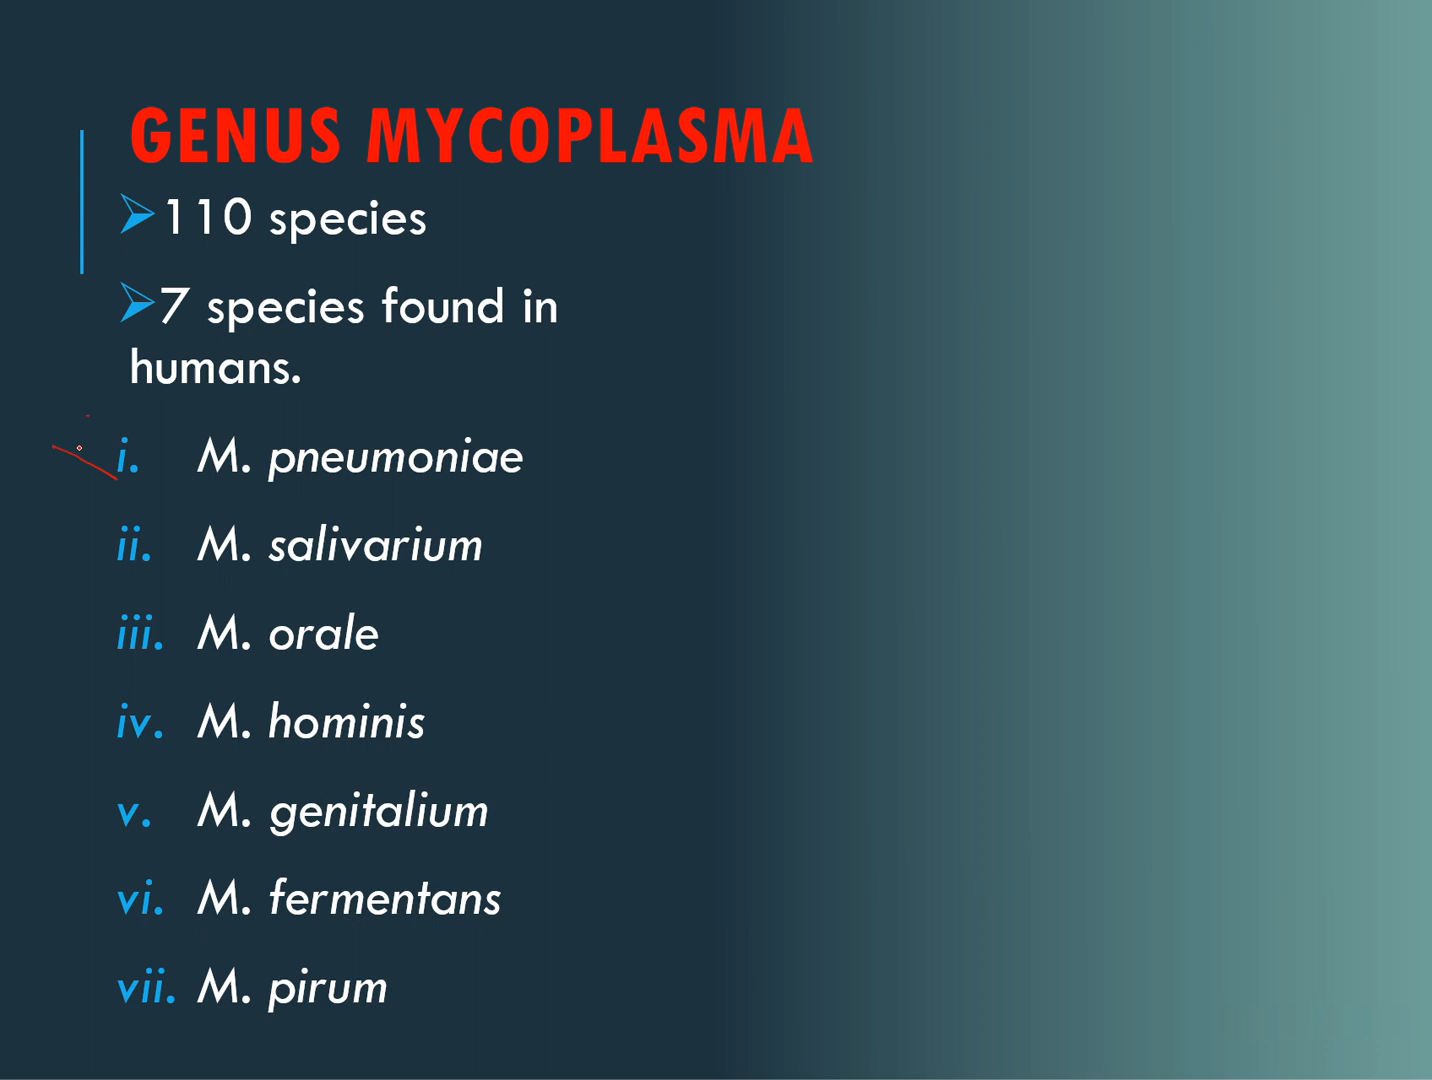 GENUS MYCOPLASMA
➢110 species
➢7 species found in
humans.
i. M. pneumoniae
ii. M. salivarium
iii. M. orale
iv. M. hominis
v. M. genitalium
vi. M. fermentans
vii. M. pirum